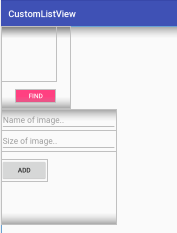 CustomListView
FIND
Name of image..
Size of image..
ADD